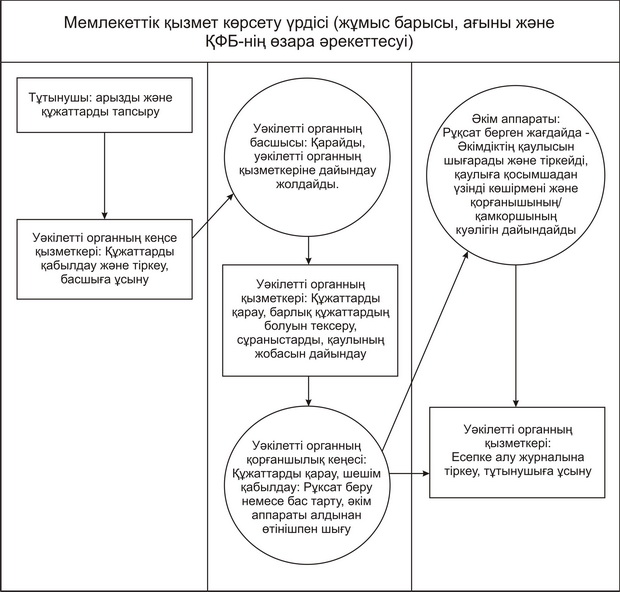 Мемлекеттік қызмет көрсету үрдісі (жұмыс барысы, ағыны және
ҚФБ-нің өзара әрекеттесуі)
Тұтынушы: арызды және
құжаттарды тапсыру
Уәкілетті органның кеңсе
қызметкері: Құжаттарды
қабылдау және тіркеу,
басшыға ұсыну
Уәкілетті органның
басшысы: Қарайды,
уәкілетті органның
қызметкеріне дайындау
жолдайды.
Уәкілетті органның
қызметкері: Құжаттарды
қарау, барлық құжаттардың
болуын тексеру,
сұраныстарды, қаулының
жобасын дайындау
Уәкілетті органның
қорғаншылық кеңесі:
Құжаттарды қарау, шешім
қабылдау: Рұксат беру
немесе бас тарту, әкім
аппараты алдынан
өтінішпен шығу
Әкім аппараты:
Рұқсат берген жағдайда -
Әкімдіктің қаулысын
шығарады және тіркейді,
қаулыға қосымшадан
үзінді көшірмені және
қорғанышының/
қамкоршының
куәлігін дайындайды
Уәкілетті органның
қызметкері:
Есепке алу журналына
тіркеу, тұтынушыға ұсыну